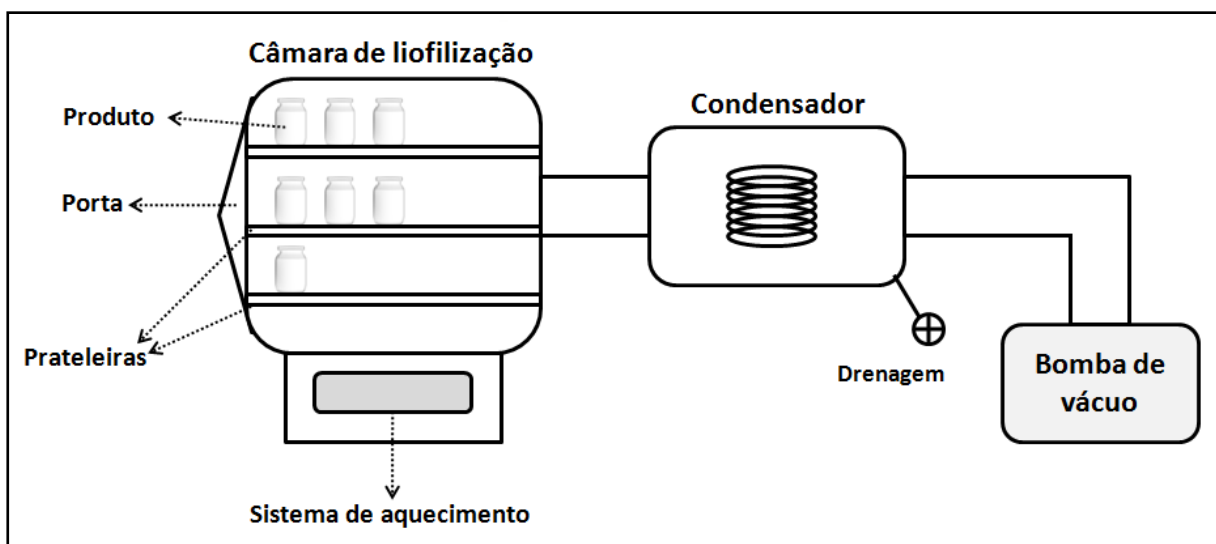 Câmara de liofilização
Condensador
Produto
Porta
Prateleiras
Drenagem
Bomba de
vácuo
Sistema de aquecimento